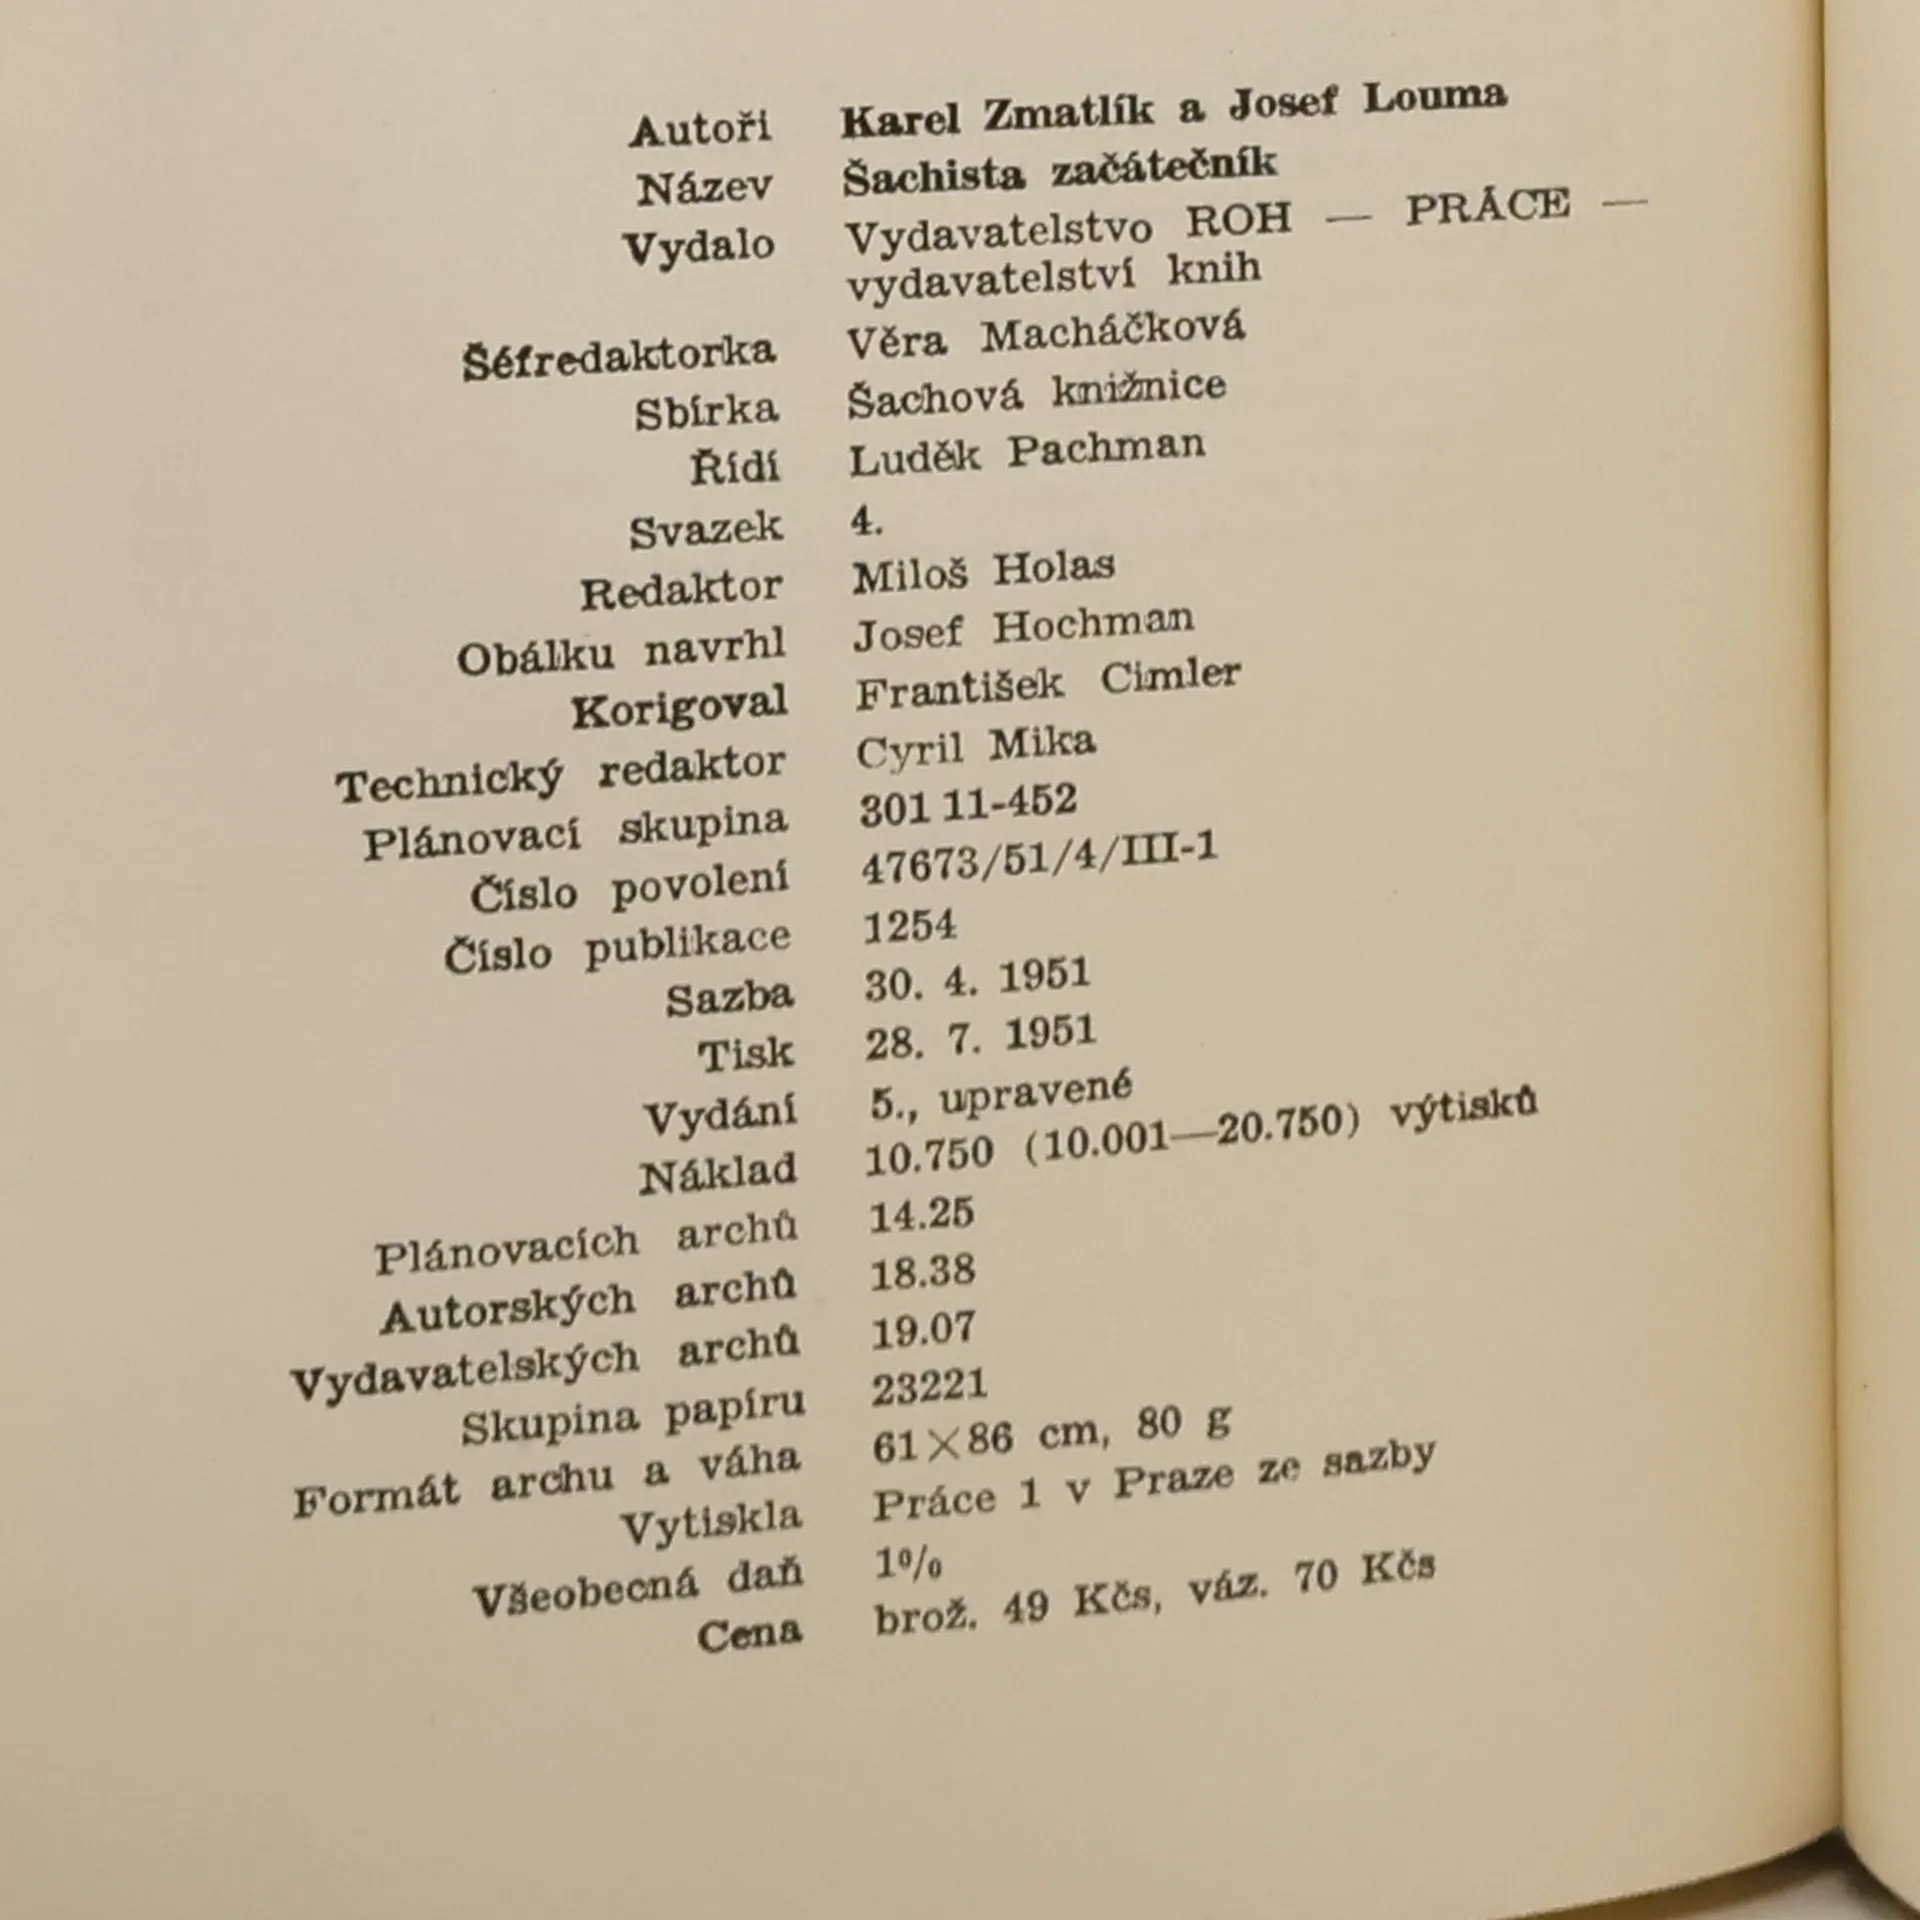 Autoři Karel Zmatlík a Josef Louma
Název Šachista začátečník
Vydalo Vydavatelstvo ROH — PRÁCE —
vydavatelství knih
Šéfredaktorka Věra Macháčková
Sbírka Šachová knižnice
Řídí Luděk Pachman
Svazek 4.
Redaktor Miloš Holas
Obálku navrhl Josef Hochman
Korigoval František Cimler
Technický redaktor Cyril Mika
Plánovací skupina 301 11-452
Číslo povolení 47673/51/4/III-1
Číslo publikace 1254
Sazba 30. 4. 1951
Tisk 28. 7. 1951
Vydání 5., upravené
Náklad 10.750 (10.001—20.750) výtisků
Plánovacích archů 14.25
Autorských archů 18.38
Vydavatelských archů 19.07
Skupina papíru 23221
Formát archu a váha 61×86 cm, 80 g
Vytiskla Práce 1 v Praze ze sazby
Všeobecná daň 1%
Cena brož. 49 Kčs, váz. 70 Kčs